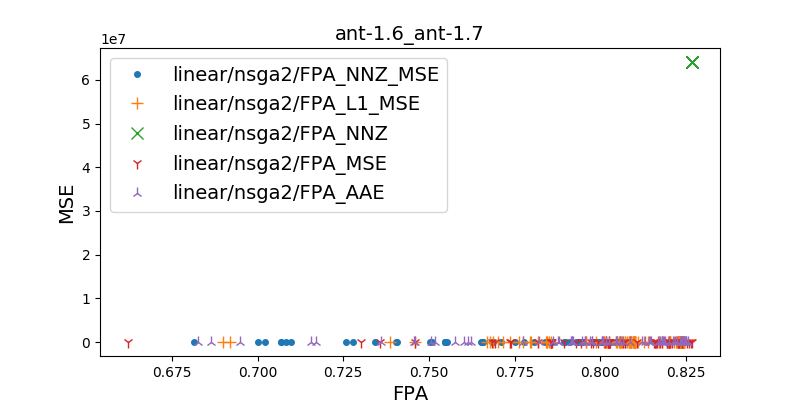 ant-1.6_ant-1.7
1e7
linear/nsga2/FPA_NNZ_MSE
linear/nsga2/FPA_L1_MSE
linear/nsga2/FPA_NNZ
linear/nsga2/FPA_MSE
linear/nsga2/FPA_AAE
6
5
4
3
2
1
0
MSE
0.675 0.700 0.725 0.750 0.775 0.800 0.825
FPA